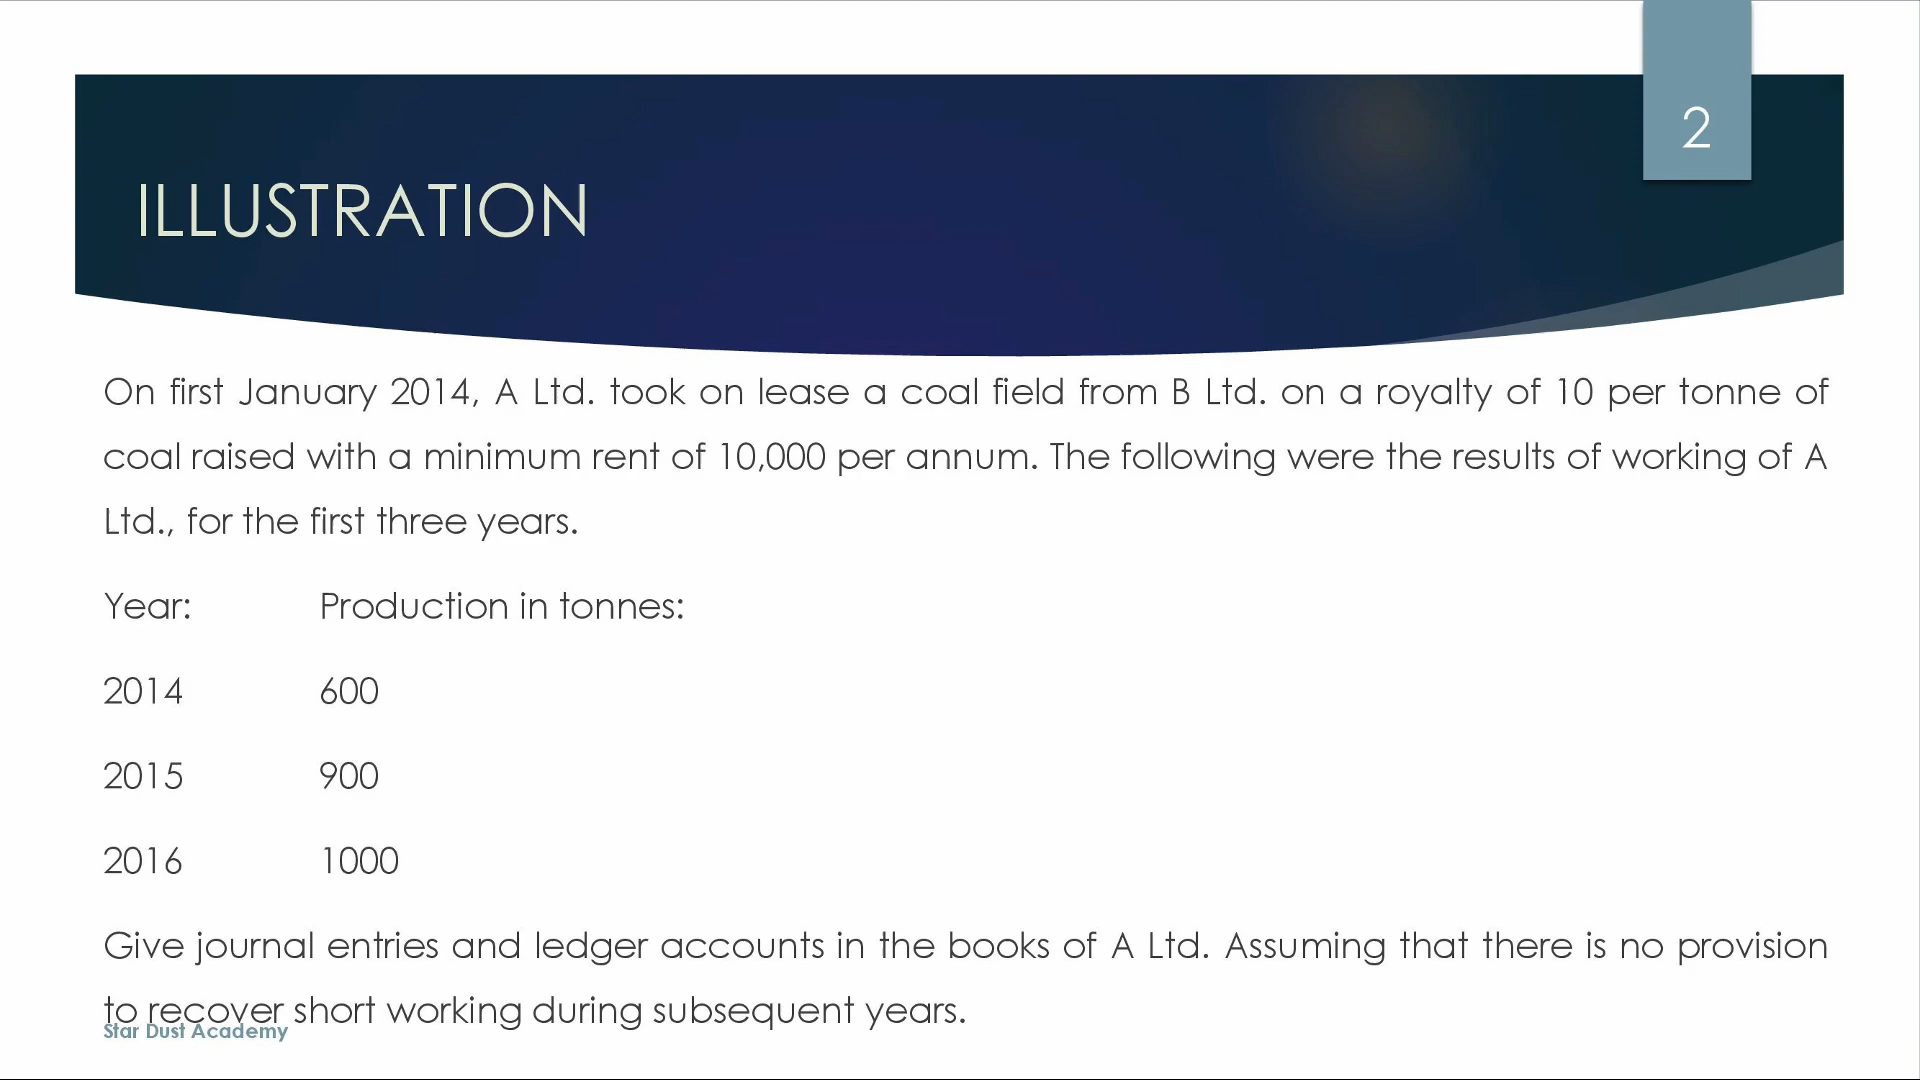 2
ILLUSTRATION
On first January 2014, A Ltd. took on lease a coal field from B Ltd. on a royalty of 10 per tonne of
coal raised with a minimum rent of 10,000 per annum. The following were the results of working of A
Ltd., for the first three years.
Year: Production in tonnes:
2014 600
2015 900
2016 1000
Give journal entries and ledger accounts in the books of A Ltd. Assuming that there is no provision
to recover short working during subsequent years.
Star Dust Academy